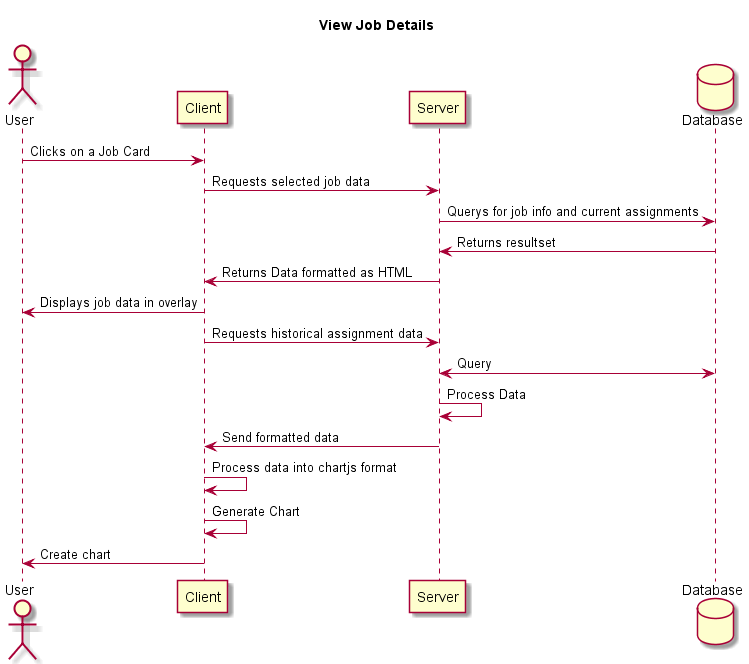 View Job Details
User
Client
Server
Database
Clicks on a Job Card
Requests selected job data
Querys for job info and current assignments
Returns resultset
Returns Data formatted as HTML
Displays job data in overlay
Requests historical assignment data
Query
Process Data
Send formatted data
Process data into chartjs format
Generate Chart
Create chart
User
Client
Server
Database